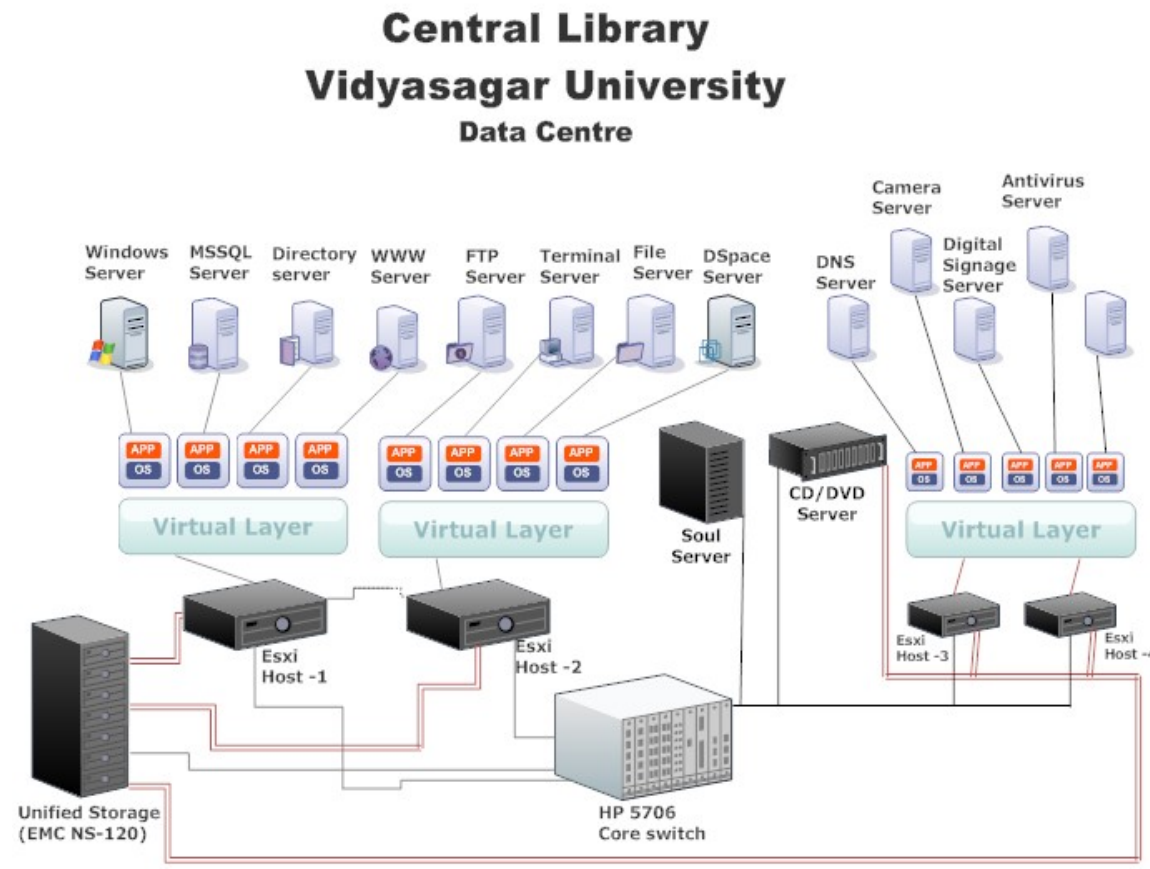 Central Library
Vidyasagar University
Data Centre
Camera
Server
Antivirus
Server
Windows
Server
MSSQL
Server
Directory
server
WWW
Server
FTP
Server
Terminal
Server
File
Server
DSpace
Server
DNS
Server
Digital
Signage
Server
APP
OS
APP
OS
APP
OS
APP
OS
APP
OS
APP
OS
APP
OS
APP
OS
APP
OS
APP
OS
APP
OS
APP
OS
APP
OS
Virtual Layer
Virtual Layer
Virtual Layer
Soul
Server
CD/DVD
Server
Esxi
Host -1
Esxi
Host -2
Esxi
Host -3
Esxi
Host -4
Unified Storage
(EMC NS-120)
HP 5706
Core switch